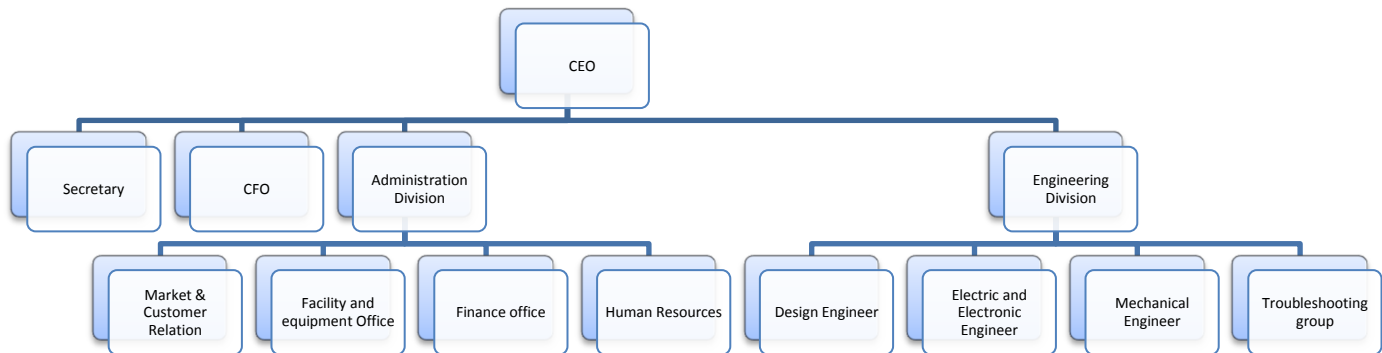 CEO
Secretary
CFO
Administration
Division
Engineering
Division
Market &
Customer
Relation
Facility and
equipment Office
Finance office
Human Resources
Design Engineer
Electric and
Electronic
Engineer
Mechanical
Engineer
Troubleshooting
group